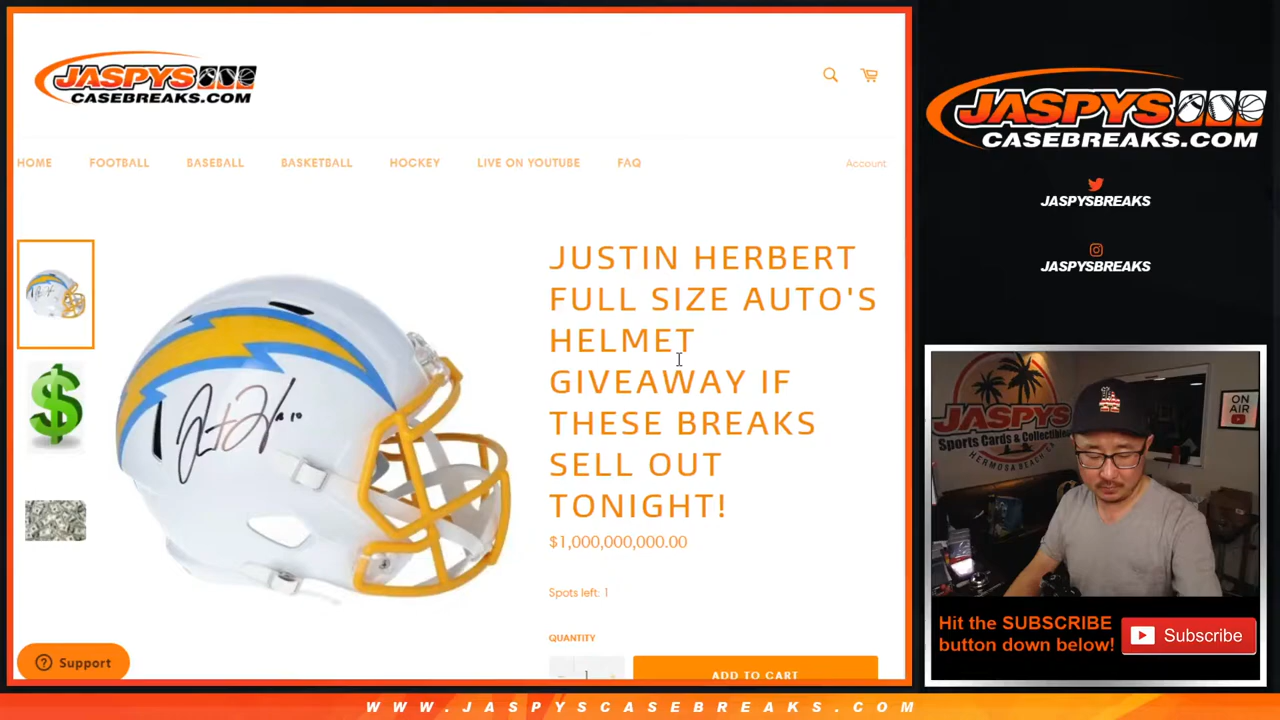 JASPYS
CASEBREAKS.COM
HOME FOOTBALL BASEBALL BASKETBALL HOCKEY LIVE ON YOUTUBE FAQ Account
JUSTIN HERBERT
FULL SIZE AUTO'S
HELMET
GIVEAWAY IF
THESE BREAKS
SELL OUT
TONIGHT!
$1,000,000,000.00
Spots left: 1
QUANTITY
1
ADD TO CART
Support
JASPYS
CASEBREAKS.COM
JASPYSBREAKS
JASPYSBREAKS
JASPYS
Sports Cards & Collectibles
HERMOSA BEACH
ON
AIR
Hit the SUBSCRIBE
button down below!
Subscribe
WWW.JASPYSCASEBREAKS.COM